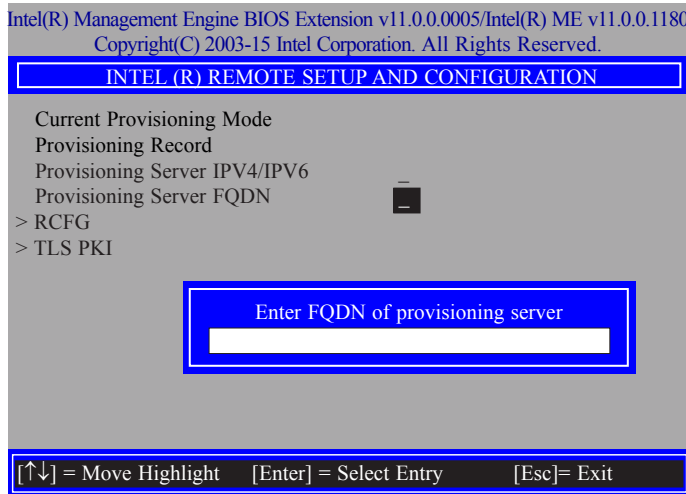 Intel(R) Management Engine BIOS Extension v11.0.0.0005/Intel(R) ME v11.0.0.1180
Copyright(C) 2003-15 Intel Corporation. All Rights Reserved.
INTEL (R) REMOTE SETUP AND CONFIGURATION
Current Provisioning Mode
Provisioning Record
Provisioning Server IPV4/IPV6 _
Provisioning Server FQDN _
> RCFG
> TLS PKI
Enter FQDN of provisioning server
[↑↓] = Move Highlight [Enter] = Select Entry [Esc]= Exit